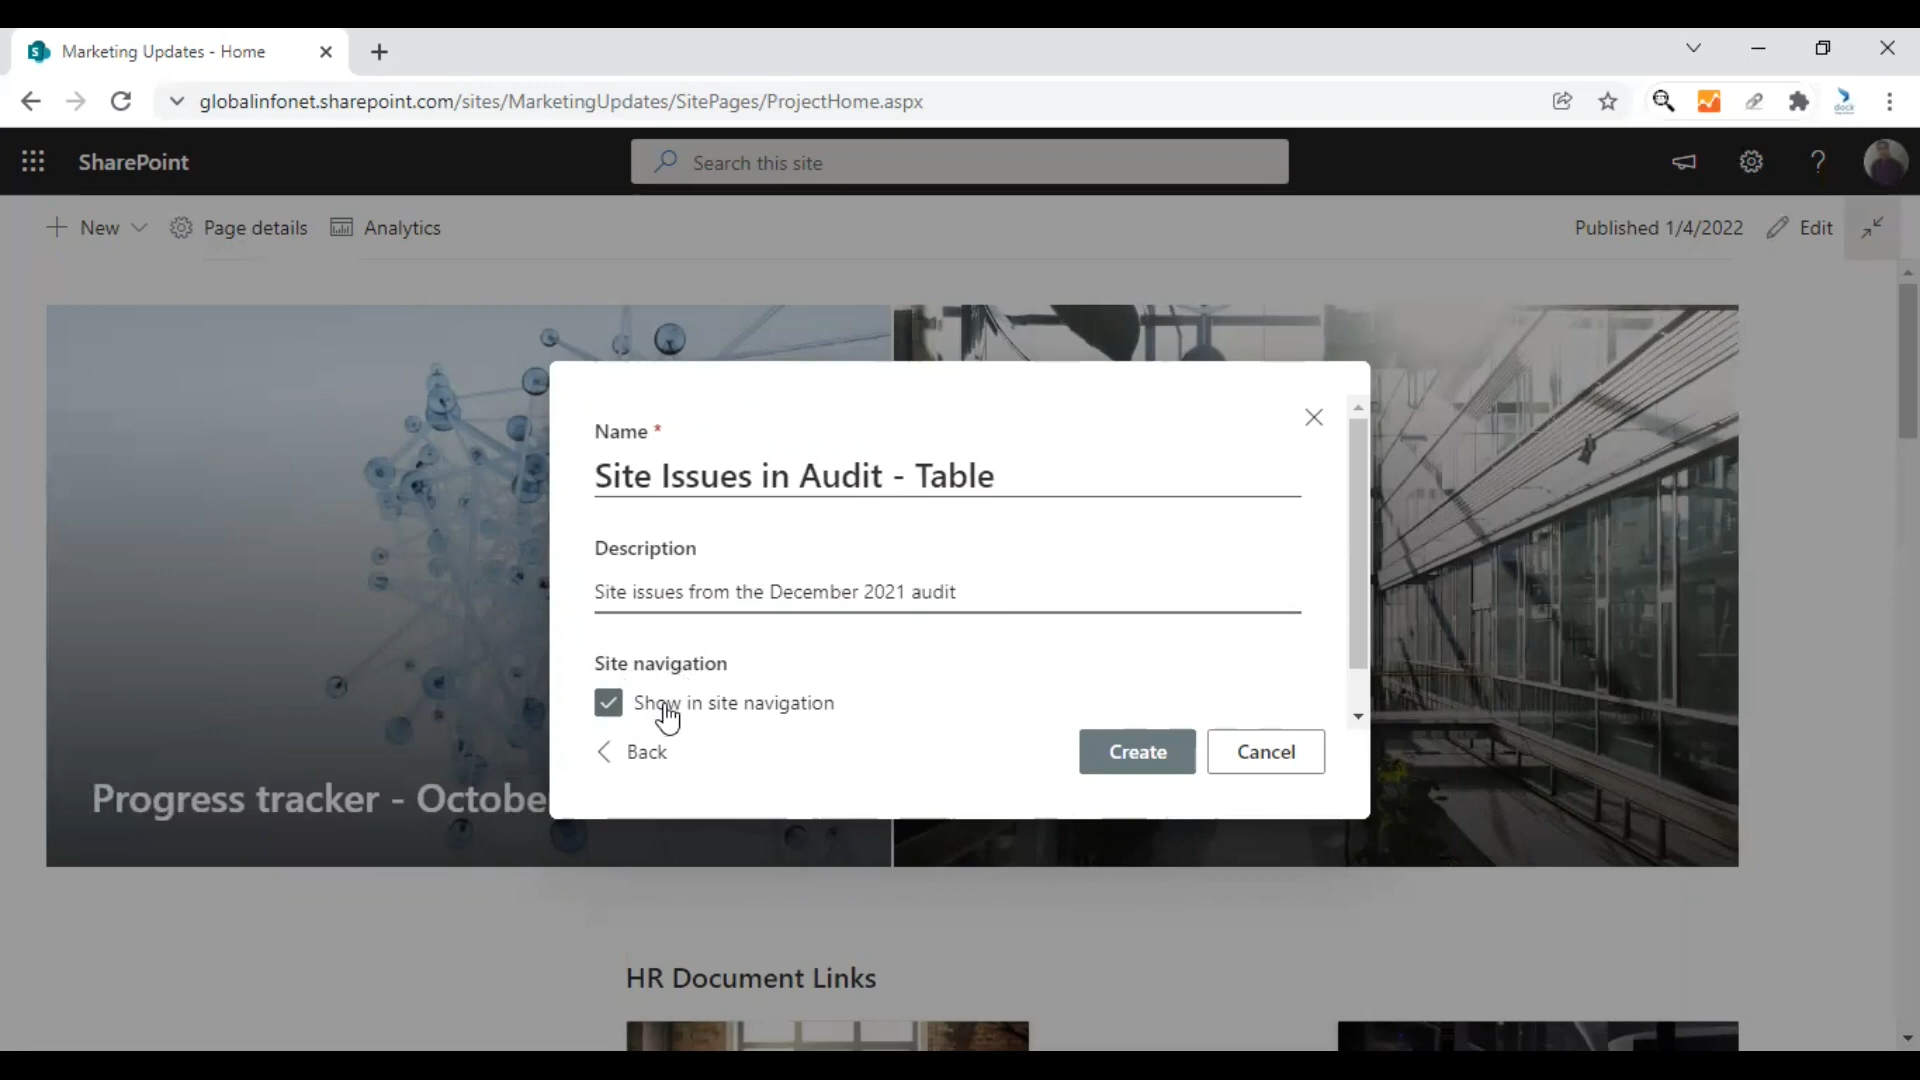 Marketing Updates - Home
globalinfonet.sharepoint.com/sites/MarketingUpdates/SitePages/ProjectHome.aspx
dock
SharePoint
Search this site
New
Page details
Analytics
Published 1/4/2022
Edit
Name *
Site Issues in Audit - Table
Description
Site issues from the December 2021 audit
Site navigation
Show in site navigation
Back
Create
Cancel
Progress tracker - Octobe
HR Document Links